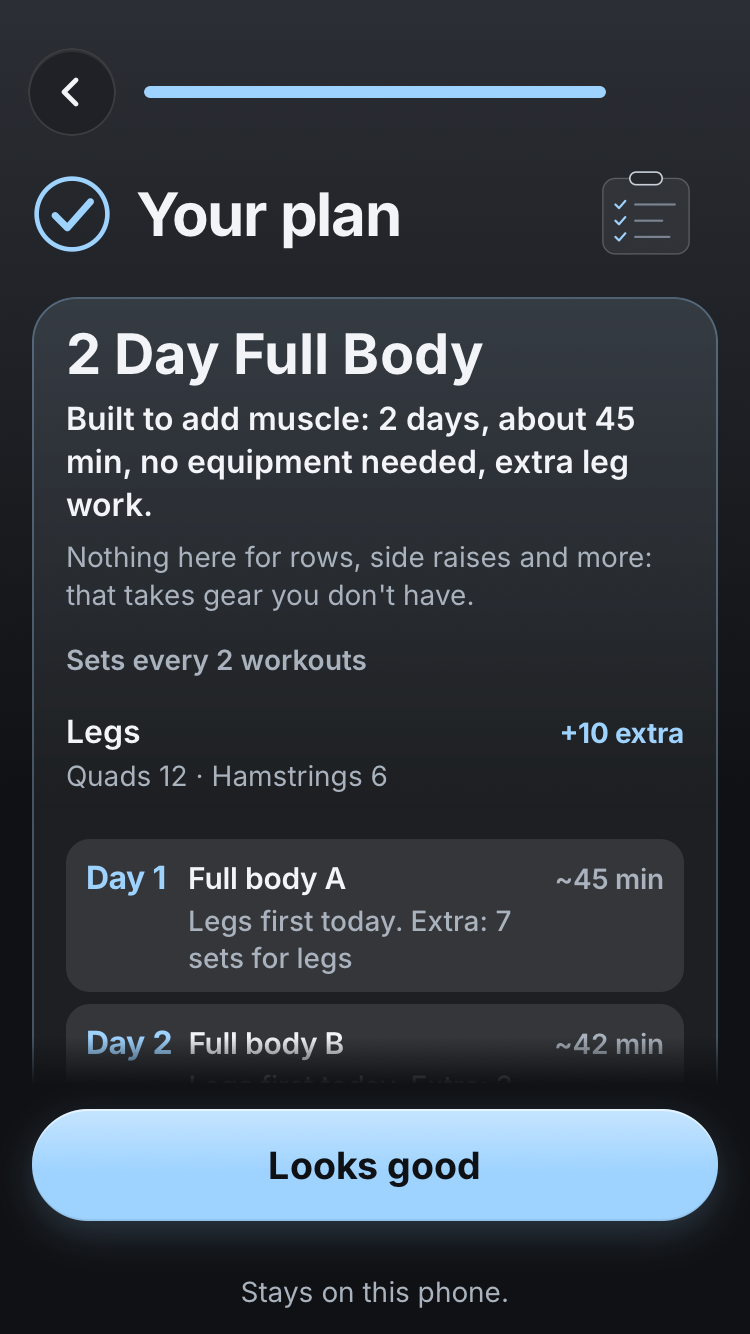 Your plan
2 Day Full Body
Built to add muscle: 2 days, about 45
min, no equipment needed, extra leg
work.
Nothing here for rows, side raises and more:
that takes gear you don't have.
Sets every 2 workouts
Legs
+10 extra
Quads 12 · Hamstrings 6
Day 1
Full body A
~45 min
Legs first today. Extra: 7
sets for legs
Day 2
Full body B
~42 min
Looks good
Stays on this phone.